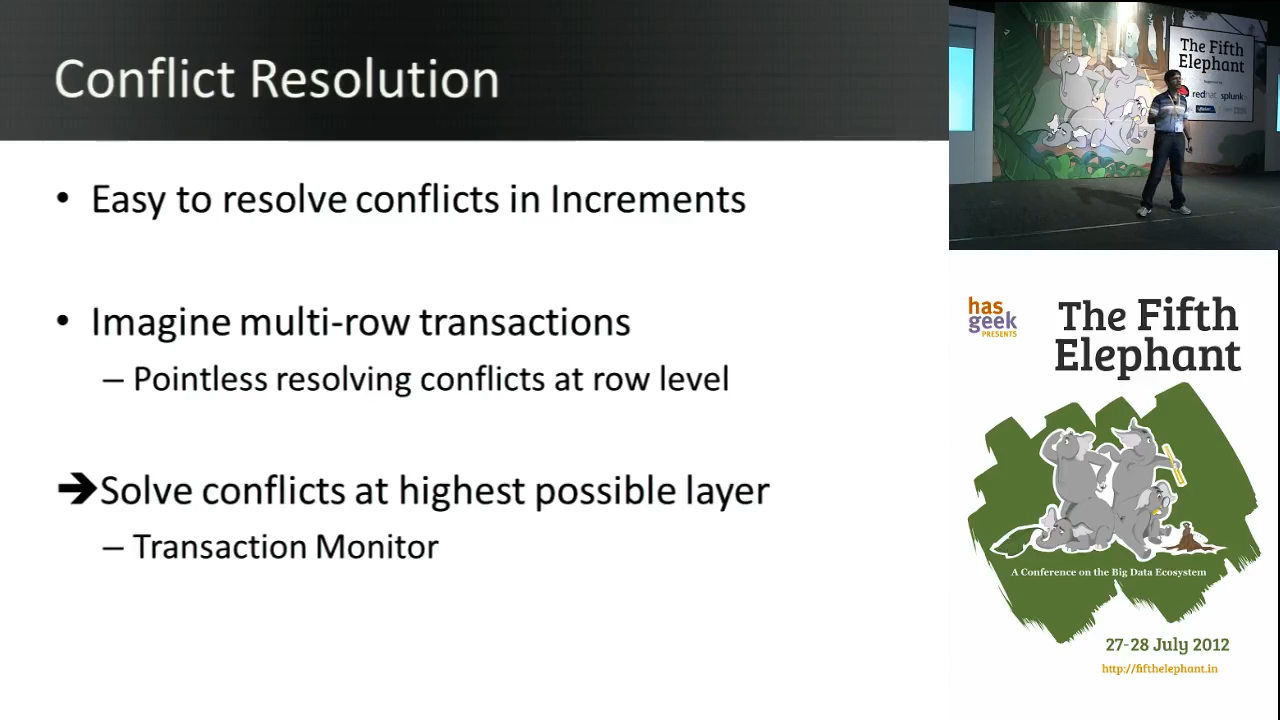 Conflict Resolution
• Easy to resolve conflicts in Increments
• Imagine multi-row transactions
– Pointless resolving conflicts at row level
➔Solve conflicts at highest possible layer
– Transaction Monitor
The Fifth
Elephant
redhat splunk>
has
geek
PRESENTS
The Fifth
Elephant
A Conference on the Big Data Ecosystem
27-28 July 2012
http://fifthelephant.in